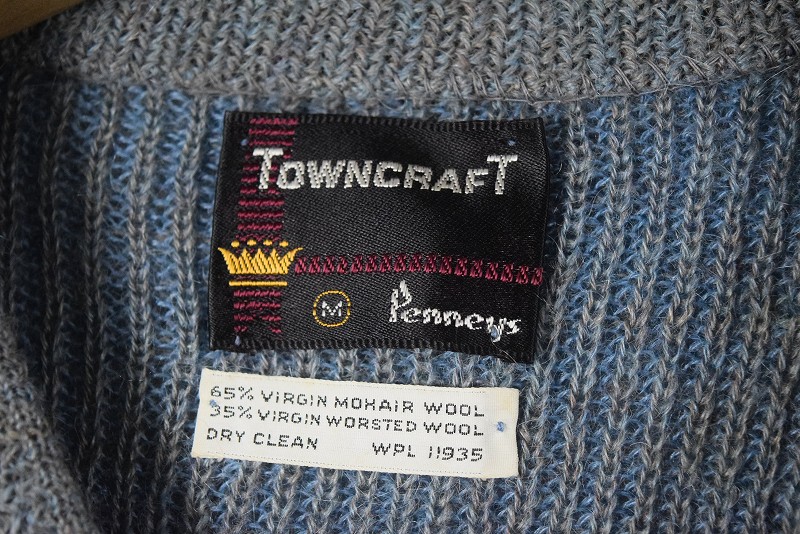 TOWNCRAFT
M
Penneys
65% VIRGIN MOHAIR WOOL
35% VIRGIN WORSTED WOOL
DRY CLEAN WPL 11935